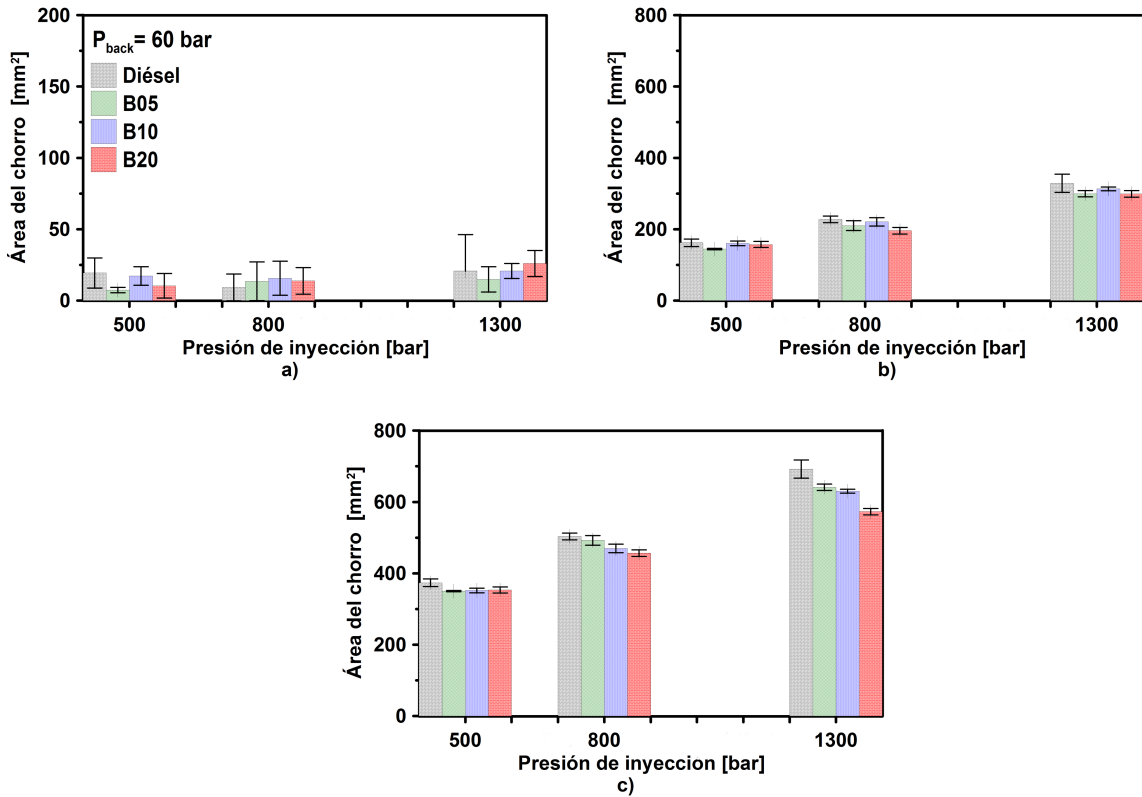 200
150
100
50
0
Área del chorro [mm²]
P_back = 60 bar
Diésel
B05
B10
B20
500 800 1300
Presión de inyección [bar]
a)
800
600
400
200
0
Área del chorro [mm²]
500 800 1300
Presión de inyección [bar]
b)
800
600
400
200
0
Área del chorro [mm²]
500 800 1300
Presión de inyeccion [bar]
c)